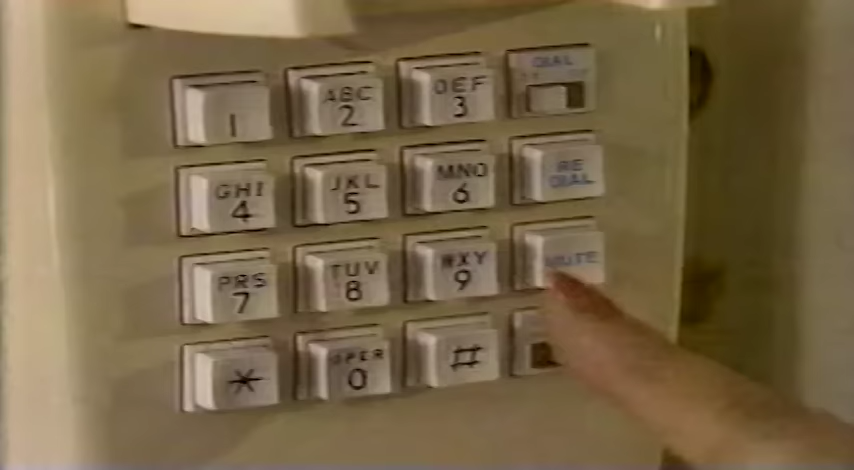 1
ABC
2
DEF
3
DIAL
GHI
4
JKL
5
MNO
6
RE
DIAL
PRS
7
TUV
8
WXY
9
MUTE
*
OPER
0
#